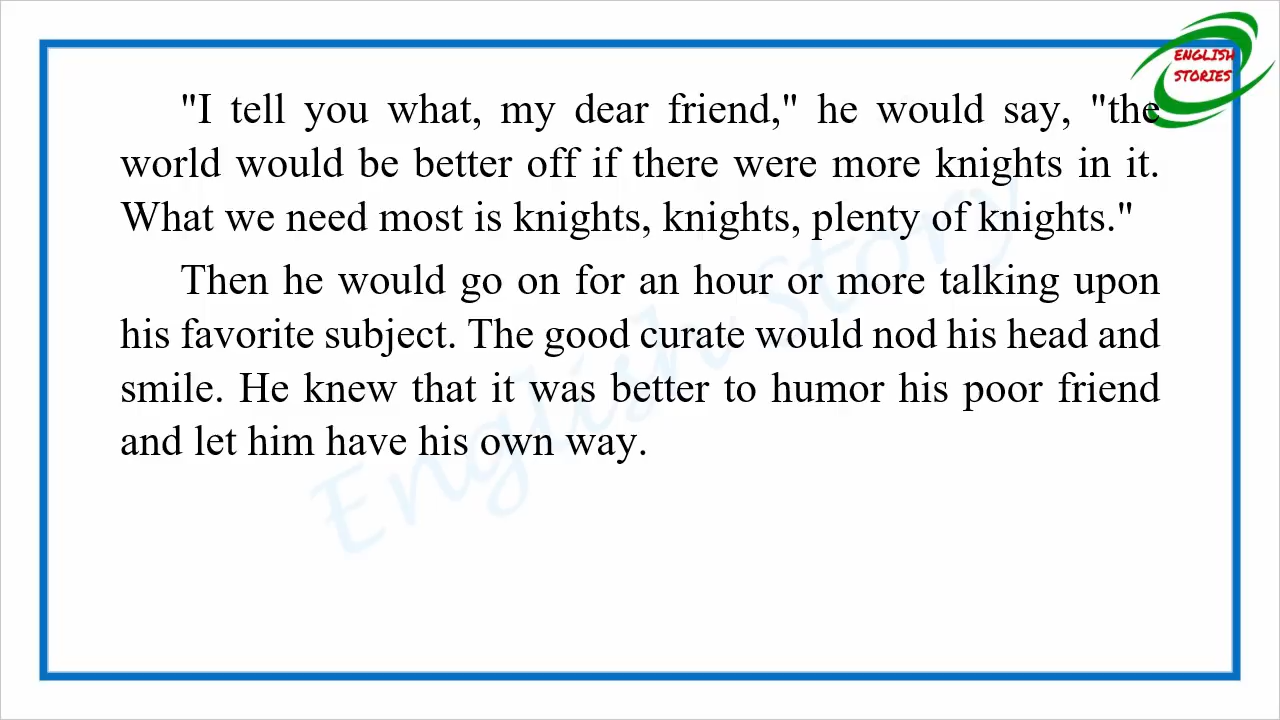 ENGLISH
STORIES
"I tell you what, my dear friend," he would say, "the
world would be better off if there were more knights in it.
What we need most is knights, knights, plenty of knights."
Then he would go on for an hour or more talking upon
his favorite subject. The good curate would nod his head and
smile. He knew that it was better to humor his poor friend
and let him have his own way.
English Story